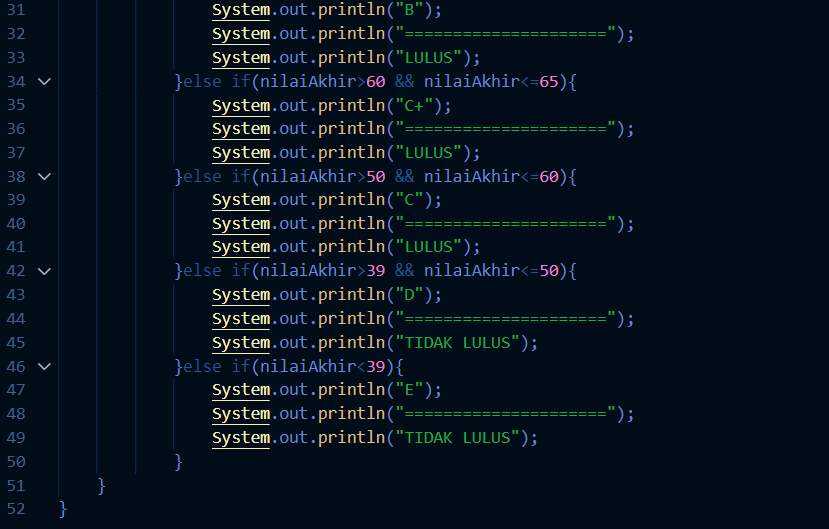 31 System.out.println("B");
32 System.out.println("=====================");
33 System.out.println("LULUS");
34 }else if(nilaiAkhir>60 && nilaiAkhir<=65){
35 System.out.println("C+");
36 System.out.println("=====================");
37 System.out.println("LULUS");
38 }else if(nilaiAkhir>50 && nilaiAkhir<=60){
39 System.out.println("C");
40 System.out.println("=====================");
41 System.out.println("LULUS");
42 }else if(nilaiAkhir>39 && nilaiAkhir<=50){
43 System.out.println("D");
44 System.out.println("=====================");
45 System.out.println("TIDAK LULUS");
46 }else if(nilaiAkhir<39){
47 System.out.println("E");
48 System.out.println("=====================");
49 System.out.println("TIDAK LULUS");
50 }
51 }
52 }